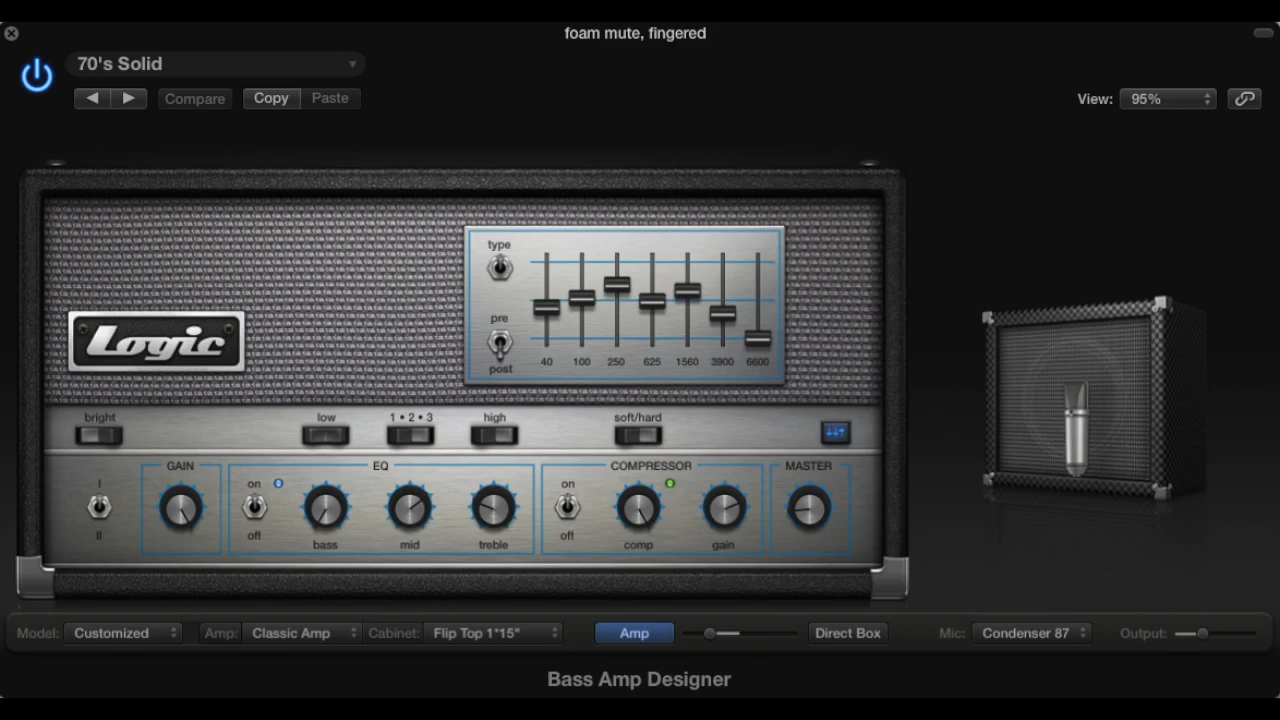 foam mute, fingered
70's Solid
Compare Copy Paste
View: 95%
type
pre
post
40 100 250 625 1560 3900 6600
Logic
bright low 1 • 2 • 3 high soft/hard
GAIN EQ COMPRESSOR MASTER
I on on
II off off
bass mid treble comp gain
Model: Customized Amp: Classic Amp Cabinet: Flip Top 1"15" Amp Direct Box Mic: Condenser 87 Output:
Bass Amp Designer